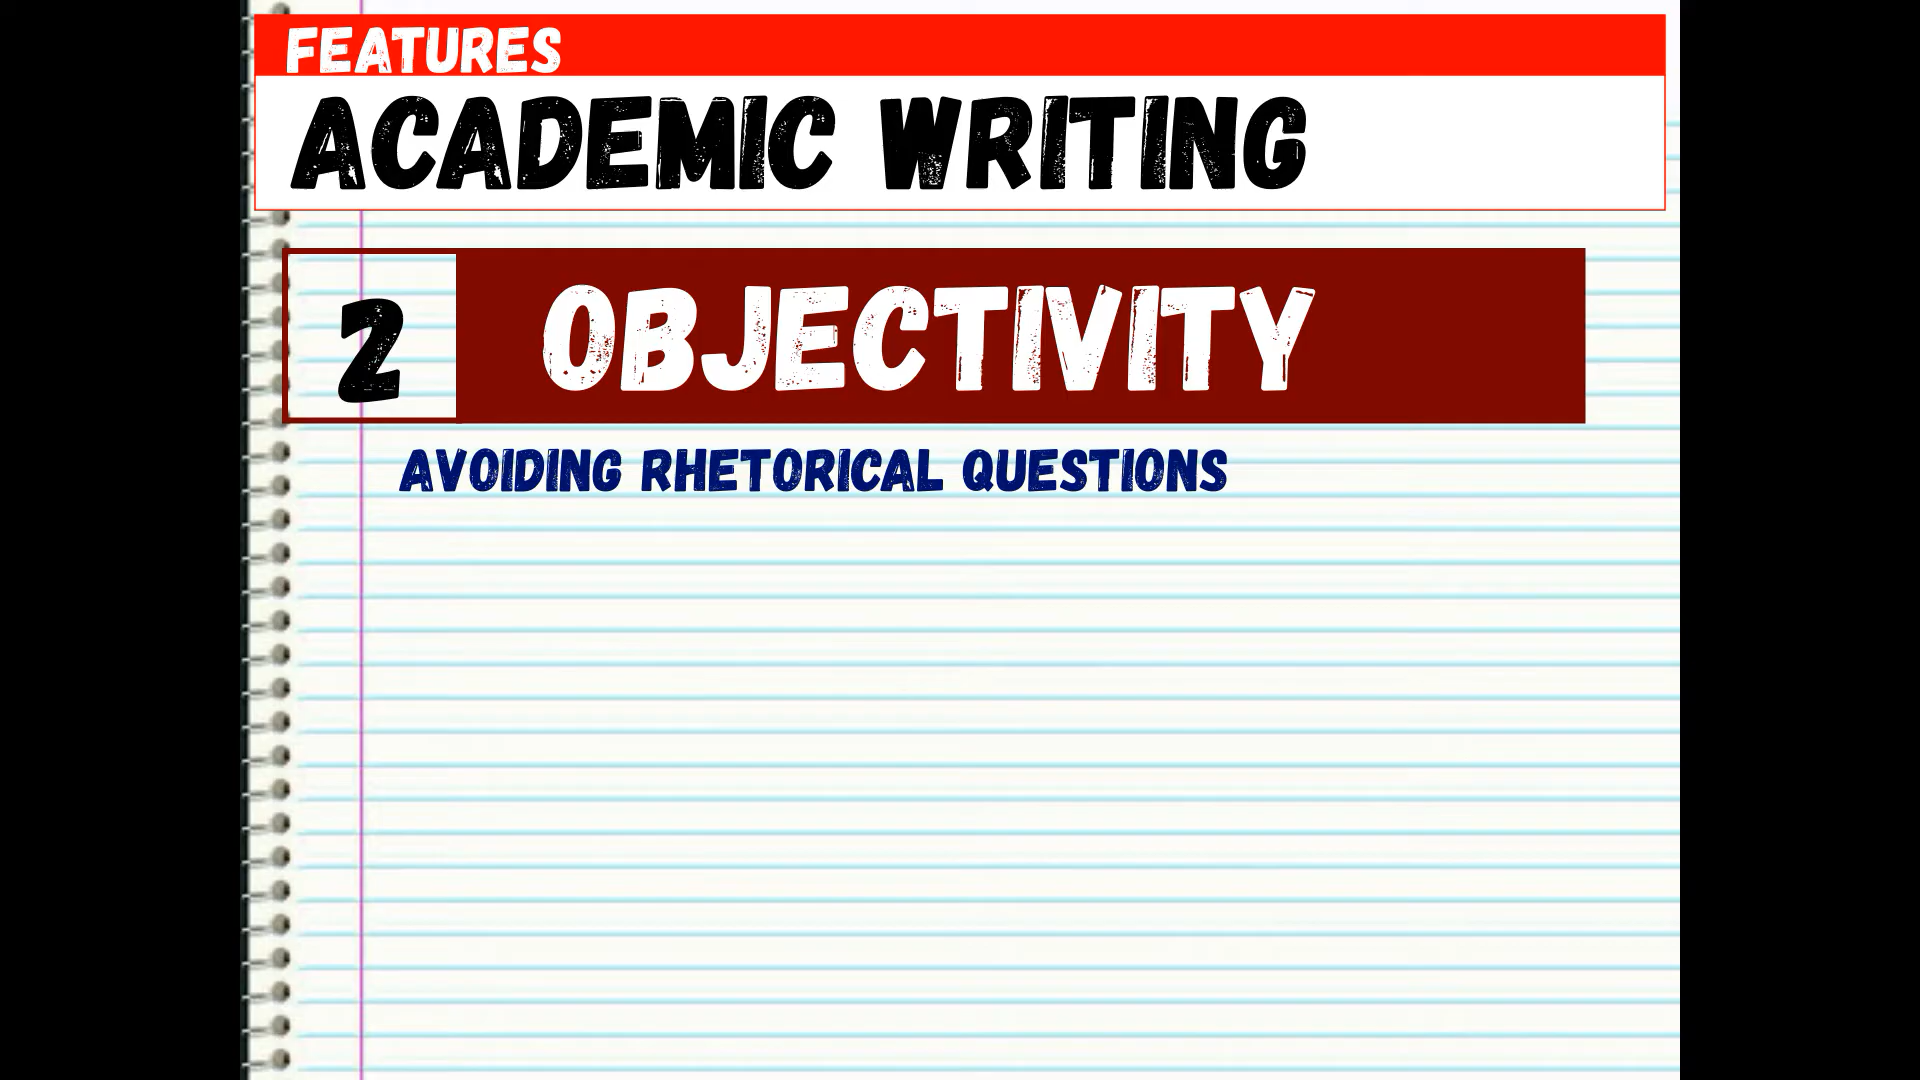 FEATURES
ACADEMIC WRITING
2
OBJECTIVITY
AVOIDING RHETORICAL QUESTIONS